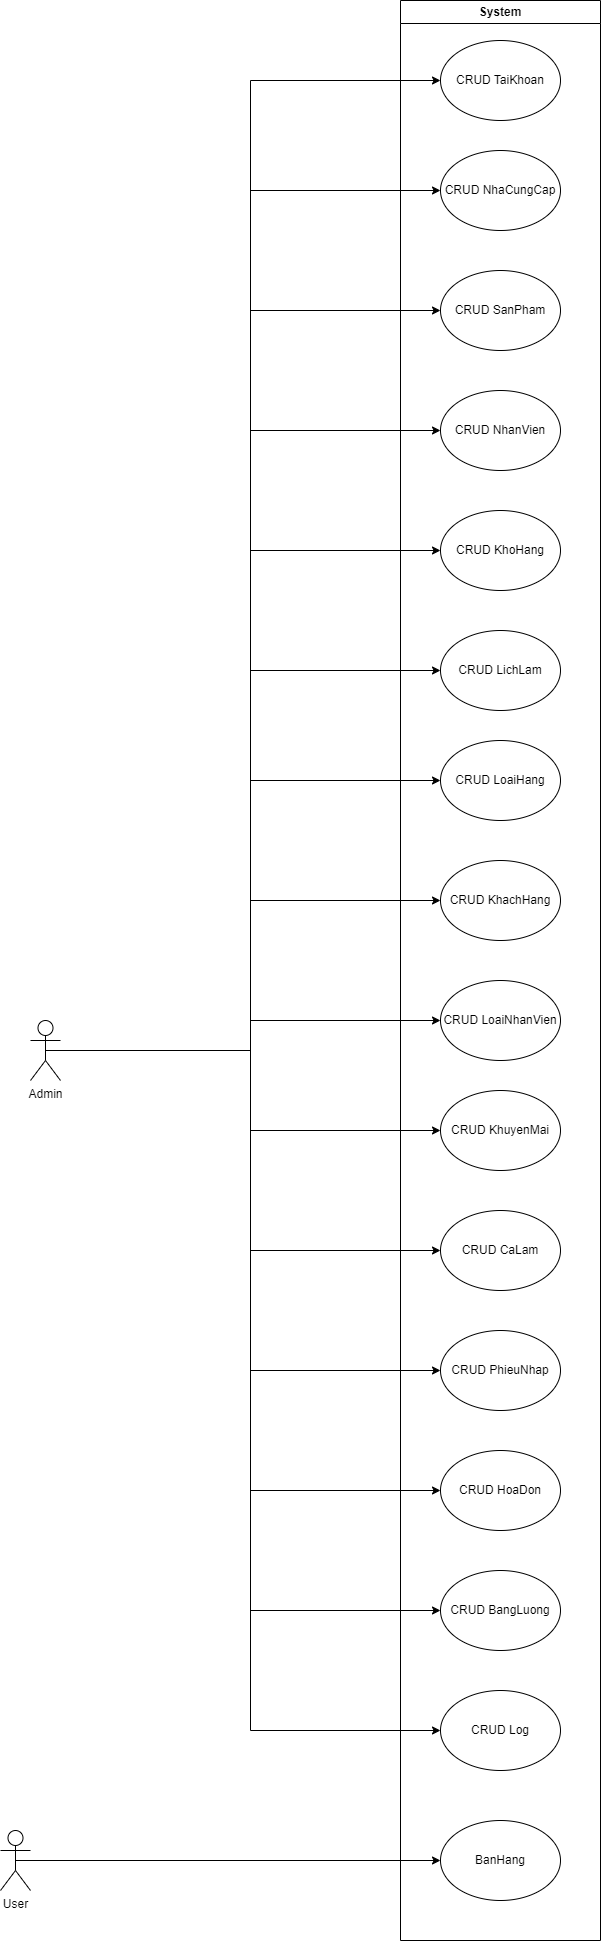 System
CRUD TaiKhoan
CRUD NhaCungCap
CRUD SanPham
CRUD NhanVien
CRUD KhoHang
CRUD LichLam
CRUD LoaiHang
CRUD KhachHang
CRUD LoaiNhanVien
Admin
CRUD KhuyenMai
CRUD CaLam
CRUD PhieuNhap
CRUD HoaDon
CRUD BangLuong
CRUD Log
BanHang
User